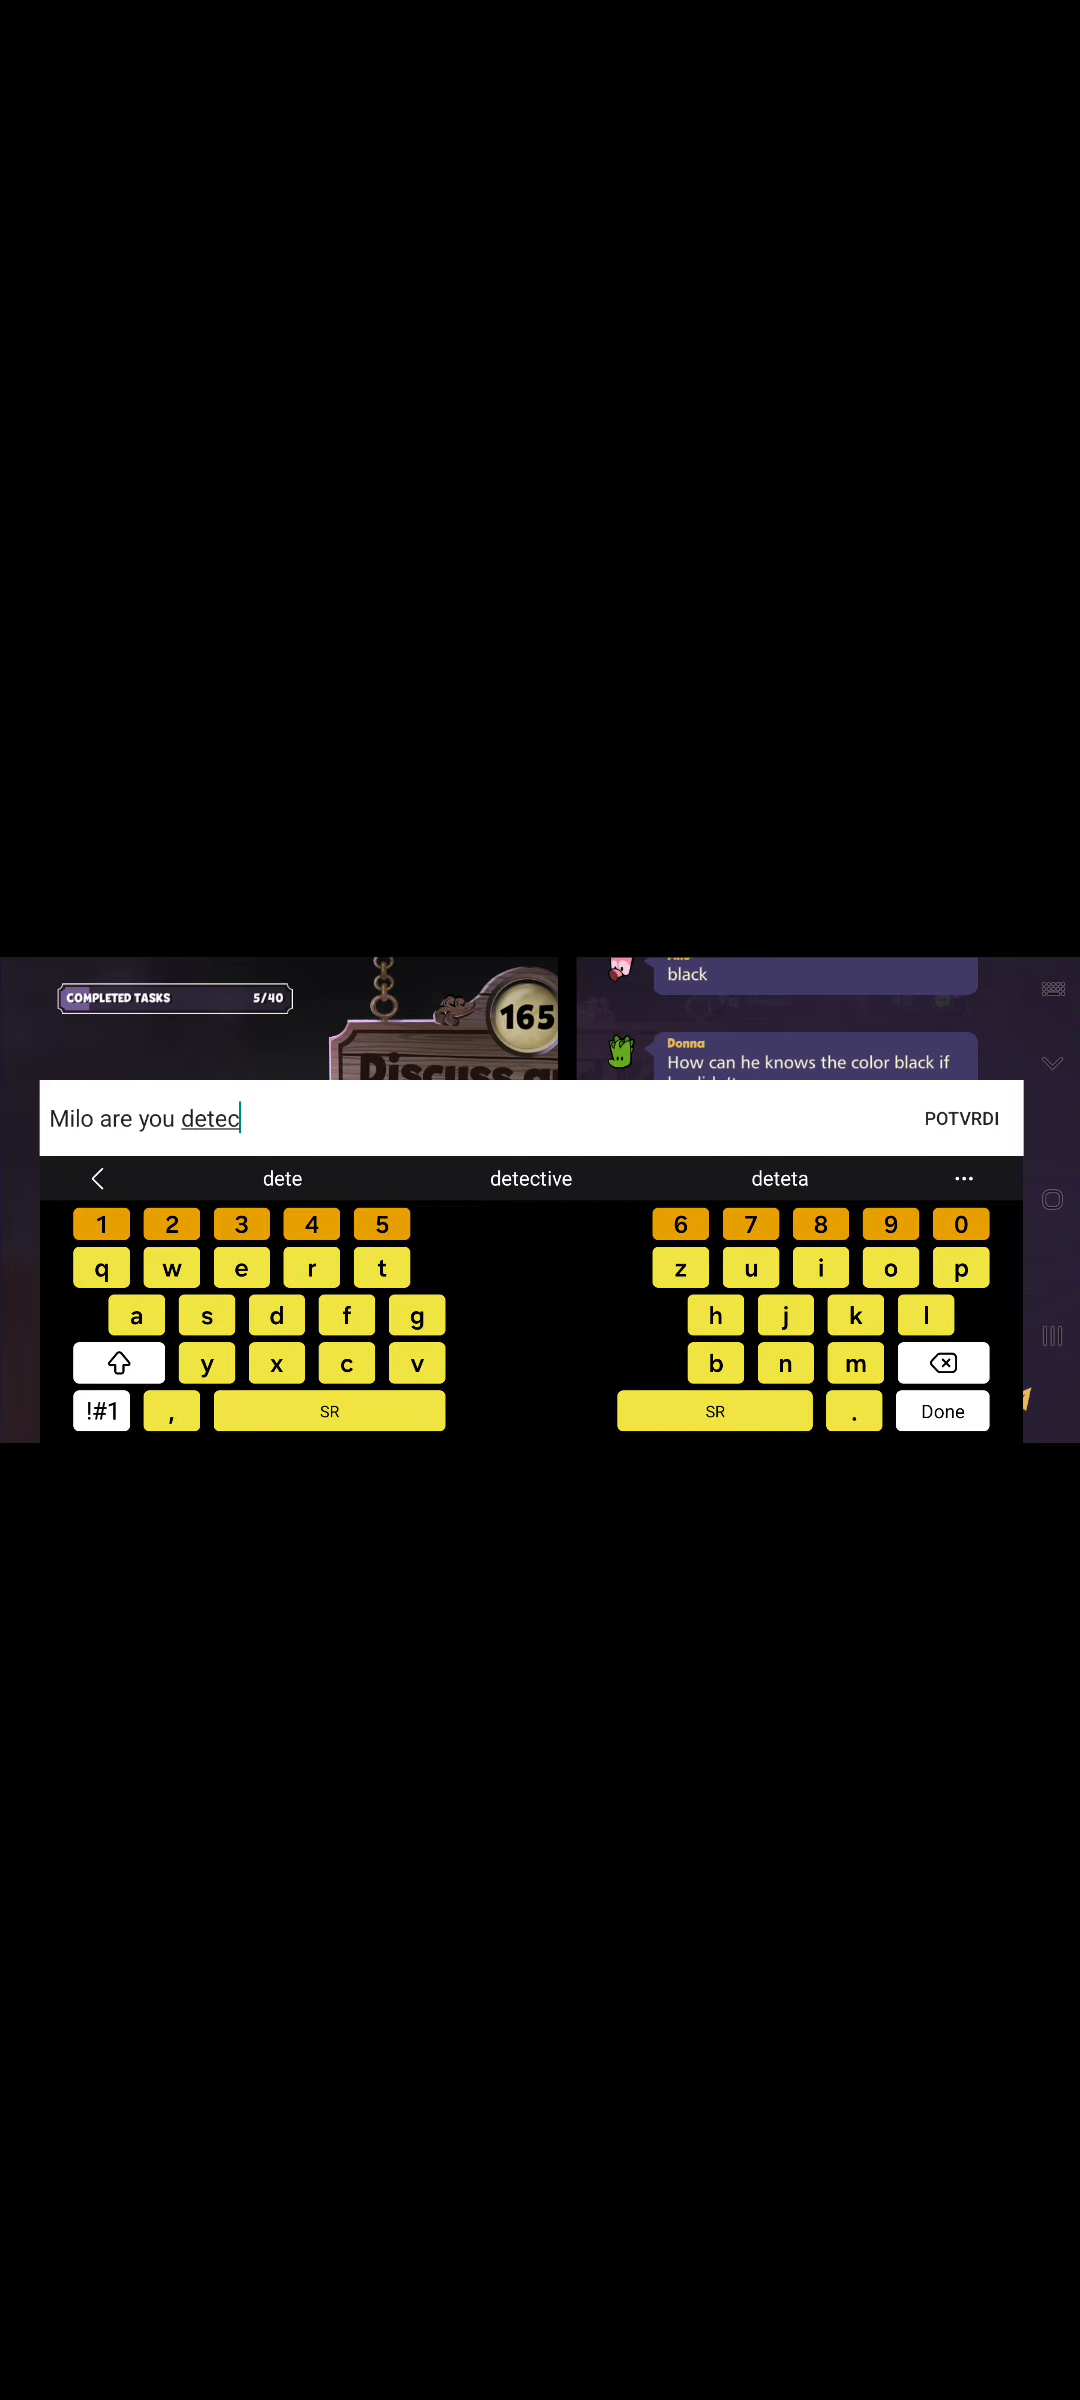 COMPLETED TASKS 5/40
165
Discuss
black
Donna
How can he knows the color black if
Milo are you detec
POTVRDI
dete detective deteta
1 2 3 4 5 6 7 8 9 0
q w e r t z u i o p
a s d f g h j k l
y x c v b n m
!#1 , SR SR . Done